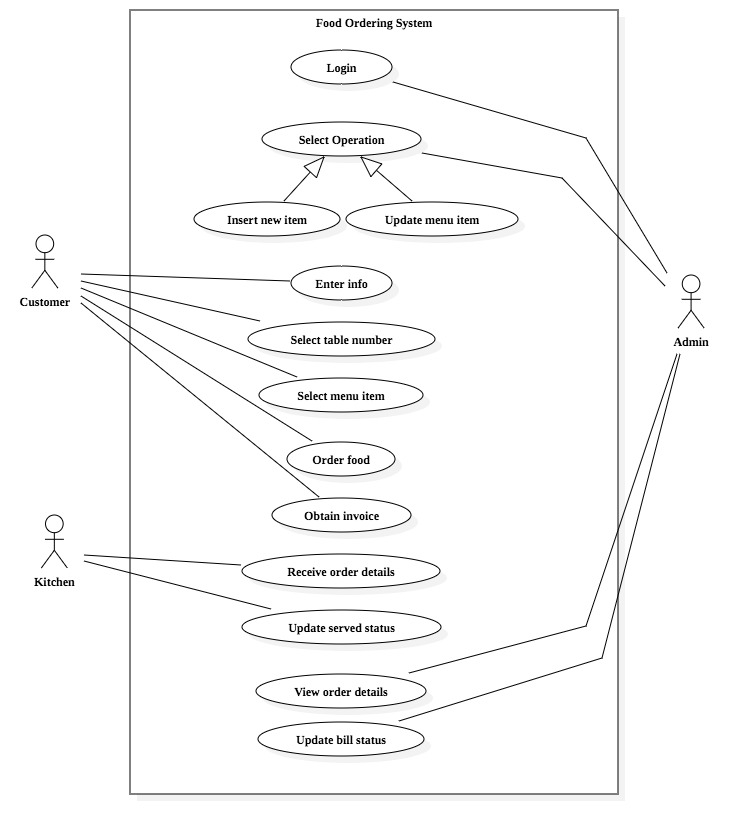 Food Ordering System
Login
Select Operation
Insert new item
Update menu item
Enter info
Customer
Select table number
Admin
Select menu item
Order food
Obtain invoice
Receive order details
Kitchen
Update served status
View order details
Update bill status